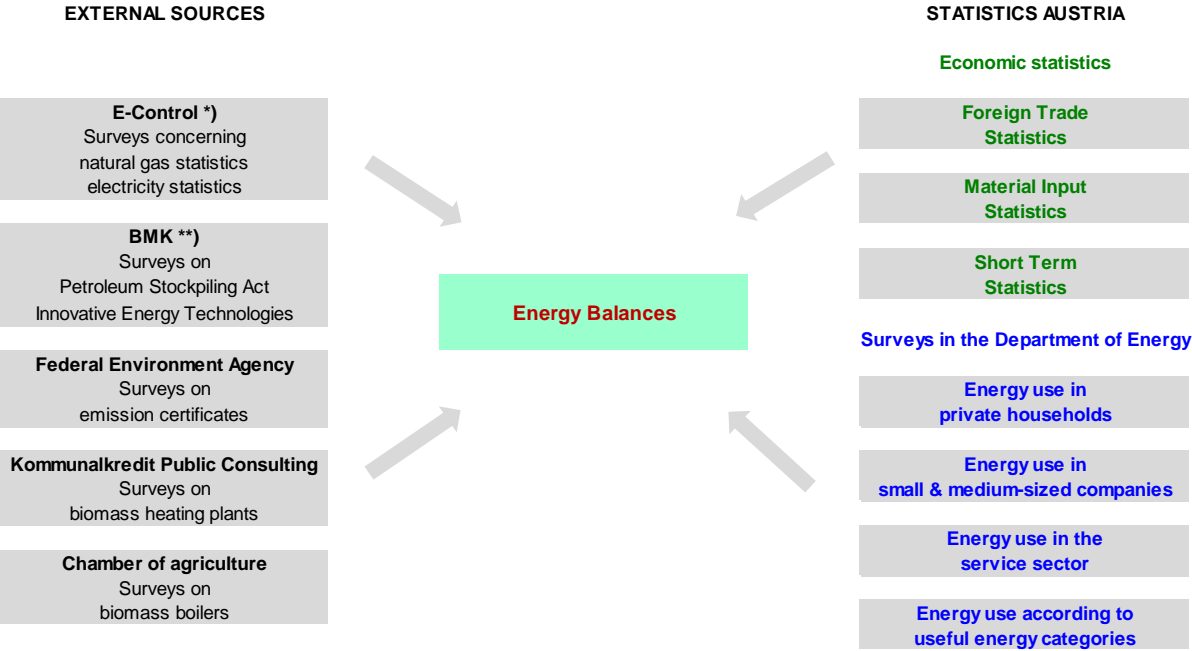 EXTERNAL SOURCES
E-Control *)
Surveys concerning
natural gas statistics
electricity statistics
BMK **)
Surveys on
Petroleum Stockpiling Act
Innovative Energy Technologies
Federal Environment Agency
Surveys on
emission certificates
Kommunalkredit Public Consulting
Surveys on
biomass heating plants
Chamber of agriculture
Surveys on
biomass boilers
Energy Balances
STATISTICS AUSTRIA
Economic statistics
Foreign Trade
Statistics
Material Input
Statistics
Short Term
Statistics
Surveys in the Department of Energy
Energy use in
private households
Energy use in
small & medium-sized companies
Energy use in the
service sector
Energy use according to
useful energy categories